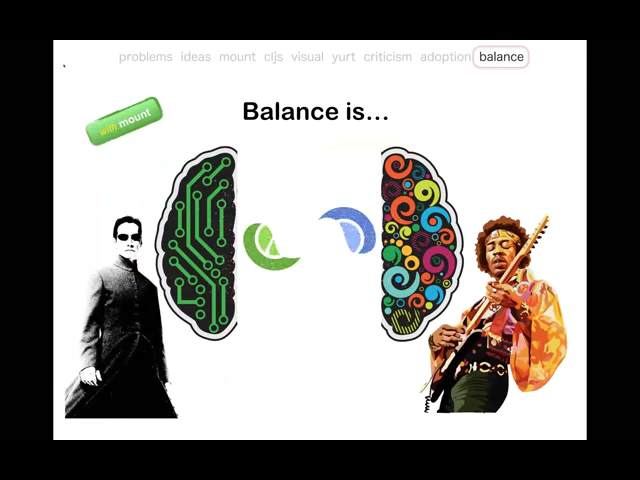 problems ideas mount cljs visual yurt criticism adoption balance
with mount
Balance is...